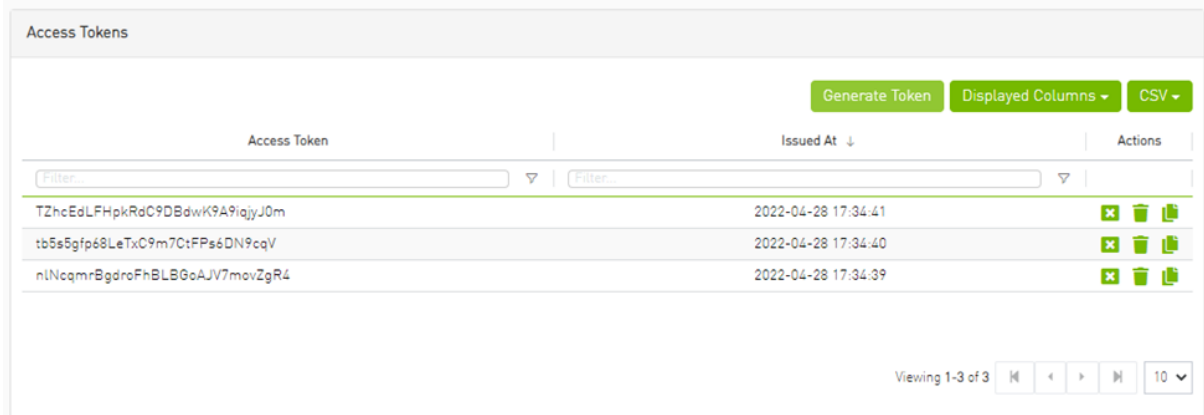 Access Tokens
Generate Token Displayed Columns CSV
Access Token Issued At ↓ Actions
Filter... Filter...
TZhcEdLFHpkRdC9DBdwK9A9iqjyJ0m 2022-04-28 17:34:41
tb5s5gfp68LeTxC9m7CtFPs6DN9cqV 2022-04-28 17:34:40
nlNcqmrBgdroFhBLBGoAJV7movZgR4 2022-04-28 17:34:39
Viewing 1-3 of 3 10